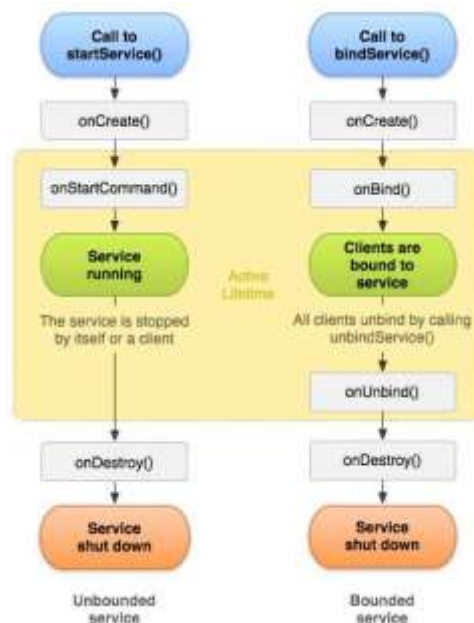 Call to
startService()
onCreate()
onStartCommand()
Service
running
The service is stopped
by itself or a client
onDestroy()
Service
shut down
Unbounded
service
Active
Lifetime
Call to
bindService()
onCreate()
onBind()
Clients are
bound to
service
All clients unbind by calling
unbindService()
onUnbind()
onDestroy()
Service
shut down
Bounded
service